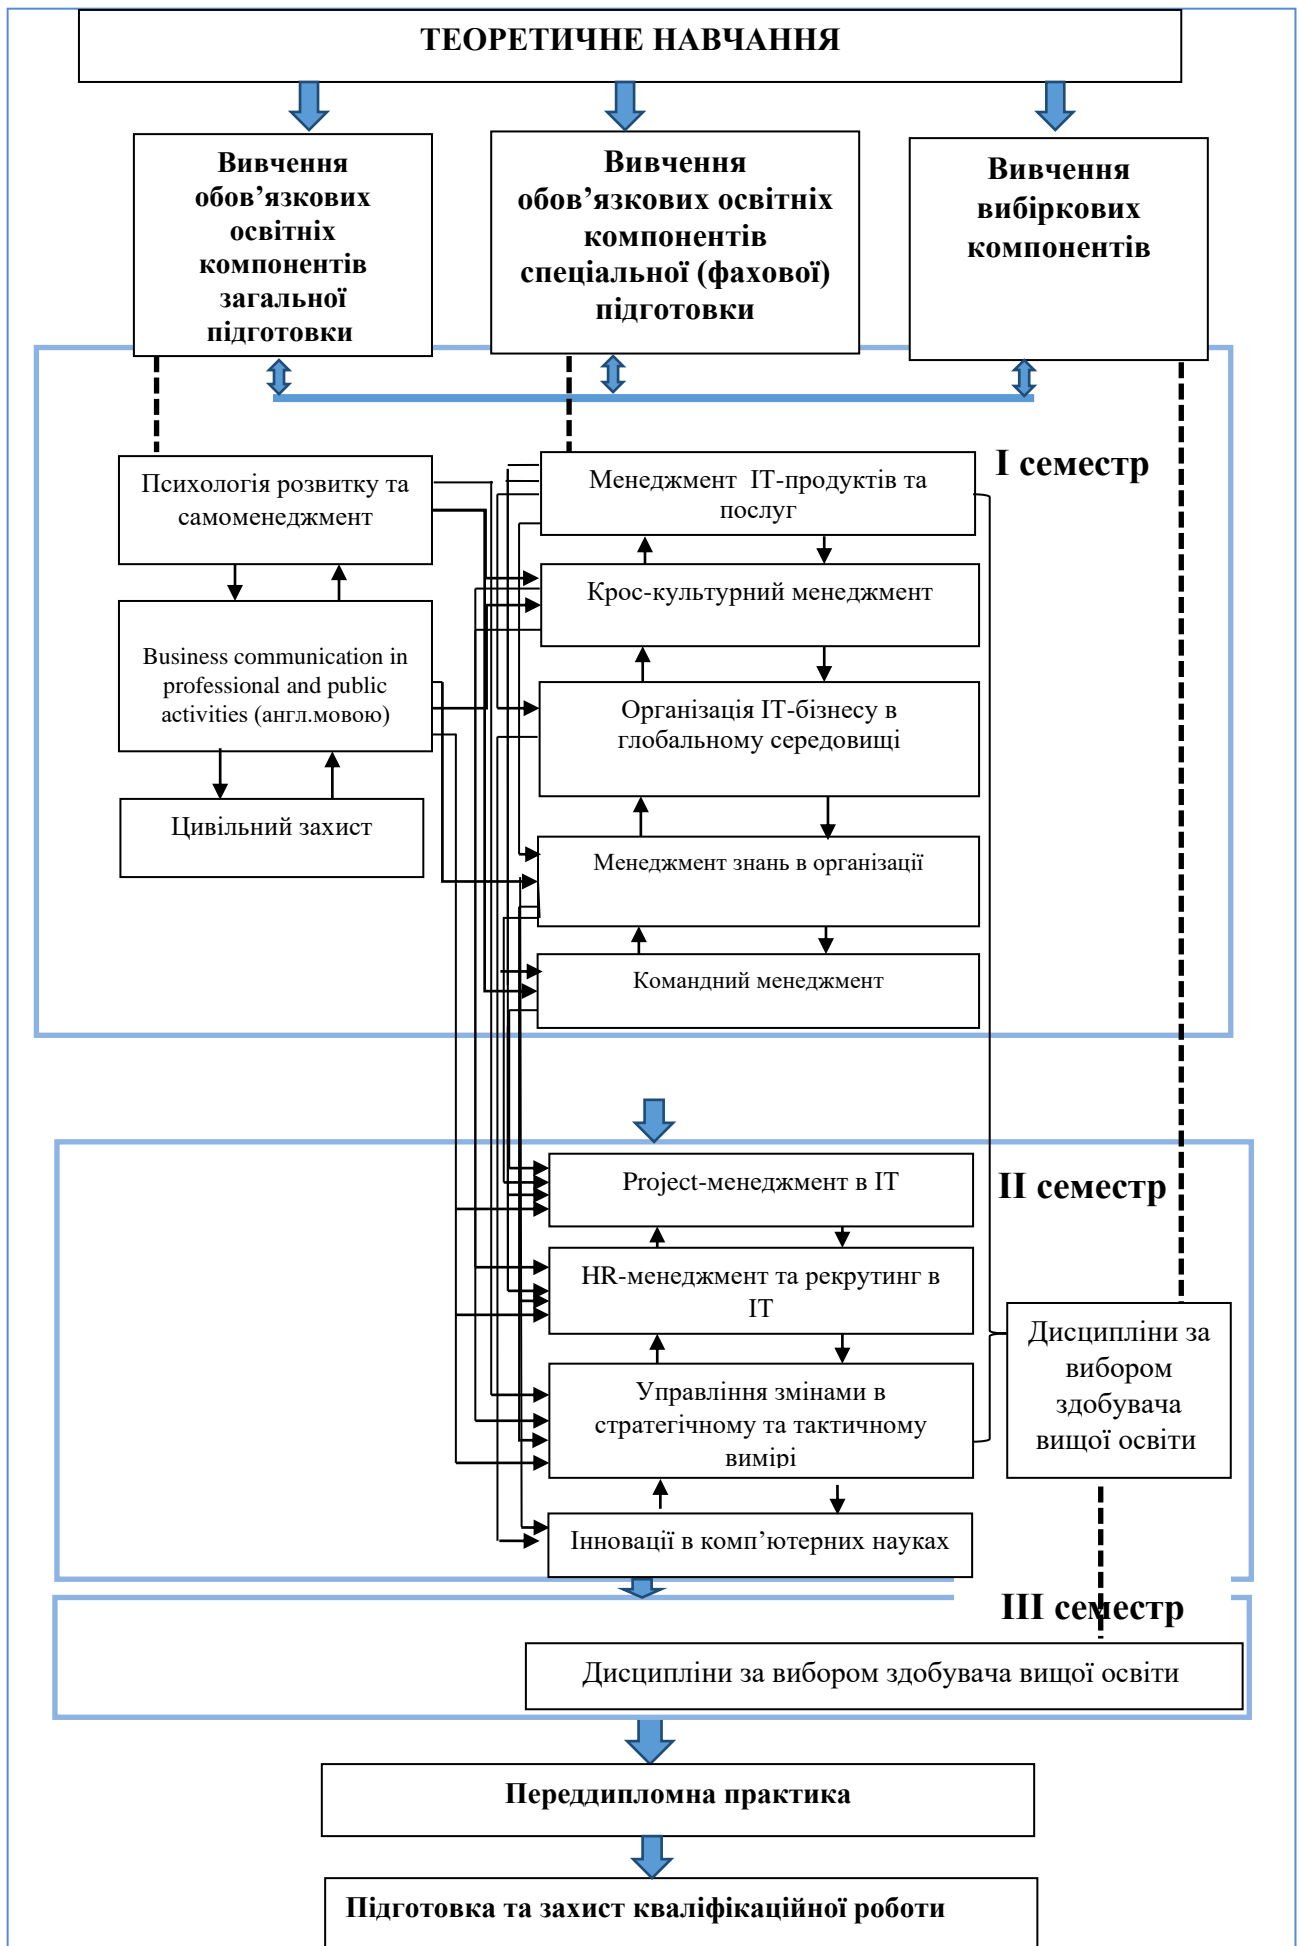 ТЕОРЕТИЧНЕ НАВЧАННЯ
Вивчення
обов’язкових
освітніх
компонентів
загальної
підготовки
Вивчення
обов’язкових освітніх
компонентів
спеціальної (фахової)
підготовки
Вивчення
вибіркових
компонентів
I семестр
Психологія розвитку та
самоменеджмент
Business communication in
professional and public
activities (англ.мовою)
Цивільний захист
Менеджмент ІТ-продуктів та
послуг
Крос-культурний менеджмент
Організація ІТ-бізнесу в
глобальному середовищі
Менеджмент знань в організації
Командний менеджмент
II семестр
Project-менеджмент в ІТ
HR-менеджмент та рекрутинг в
ІТ
Управління змінами в
стратегічному та тактичному
вимірі
Інновації в комп’ютерних науках
Дисципліни за
вибором
здобувача
вищої освіти
III семестр
Дисципліни за вибором здобувача вищої освіти
Переддипломна практика
Підготовка та захист кваліфікаційної роботи